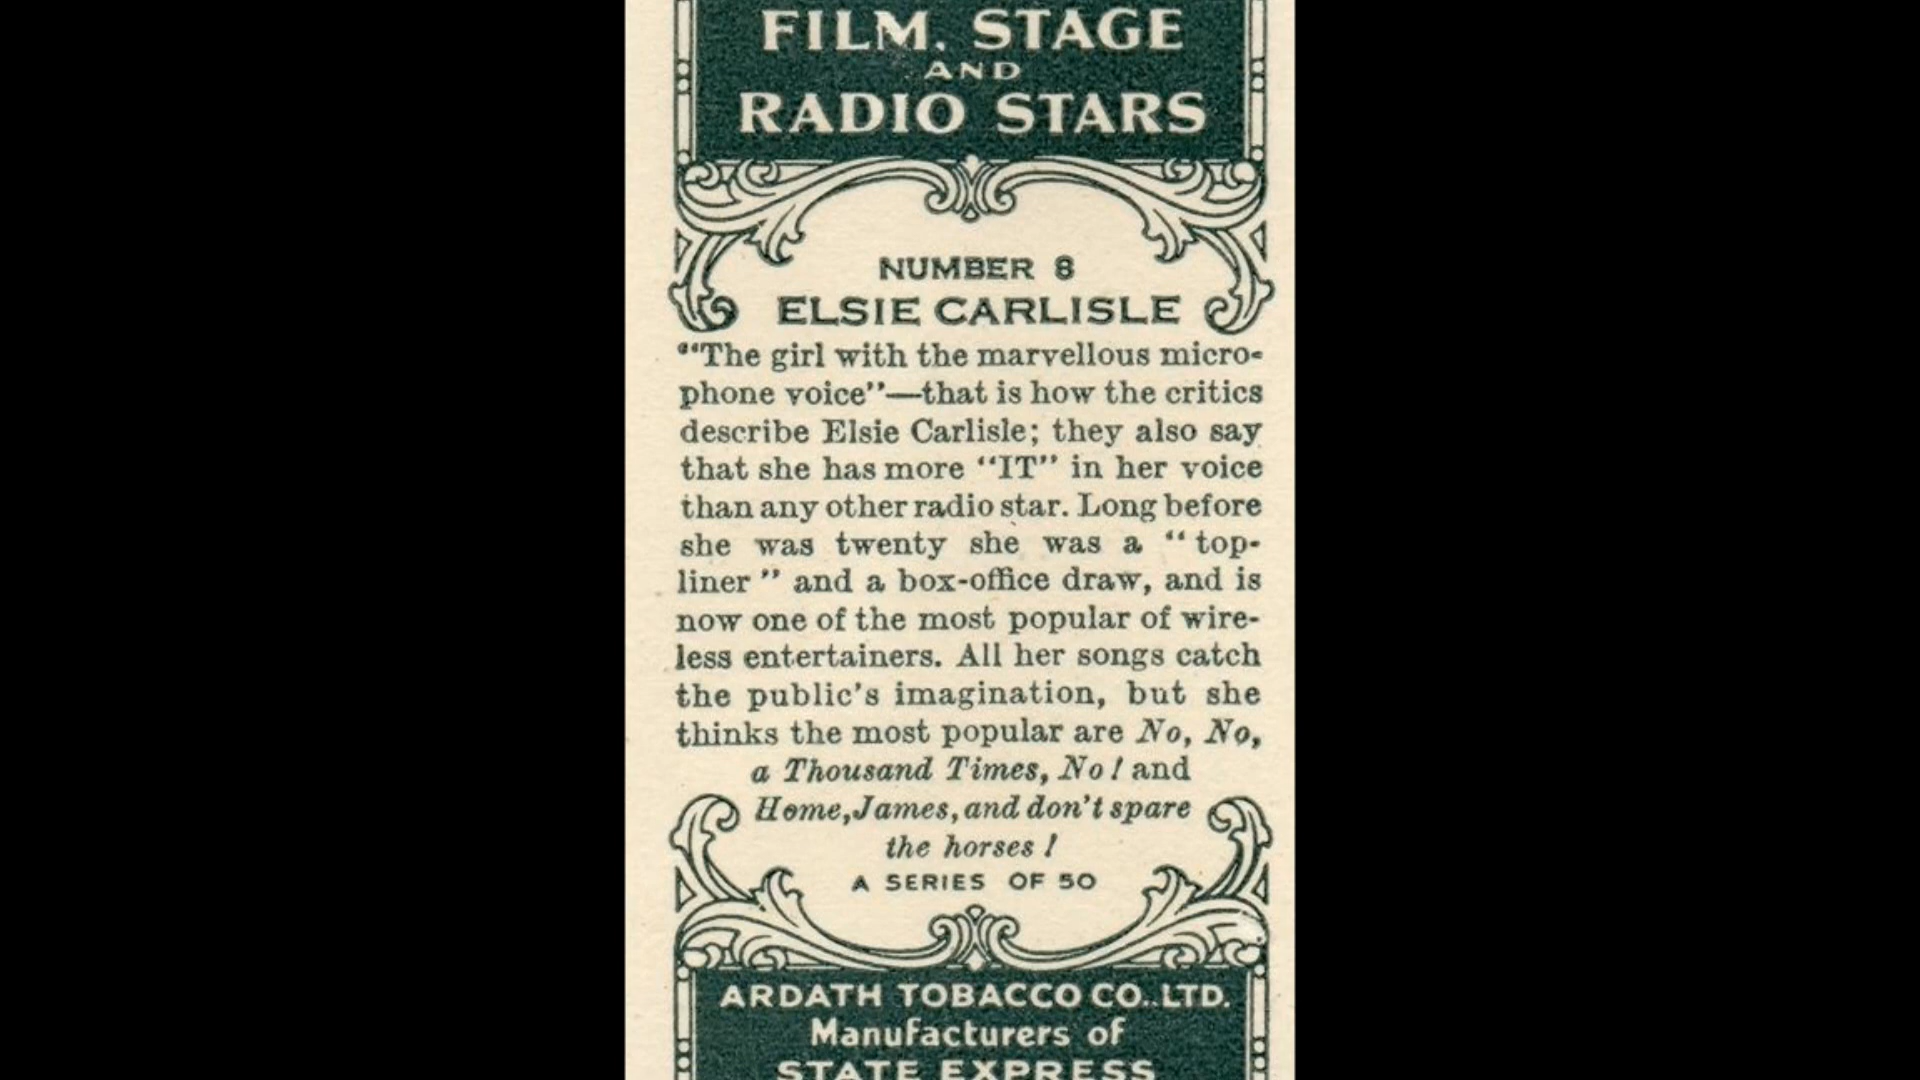 FILM, STAGE
AND
RADIO STARS
NUMBER 8
ELSIE CARLISLE
"The girl with the marvellous micro-
phone voice"—that is how the critics
describe Elsie Carlisle; they also say
that she has more "IT" in her voice
than any other radio star. Long before
she was twenty she was a "top-
liner" and a box-office draw, and is
now one of the most popular of wire-
less entertainers. All her songs catch
the public's imagination, but she
thinks the most popular are No, No,
a Thousand Times, No! and
Home, James, and don't spare
the horses!
A SERIES OF 50
ARDATH TOBACCO CO., LTD.
Manufacturers of
STATE EXPRESS